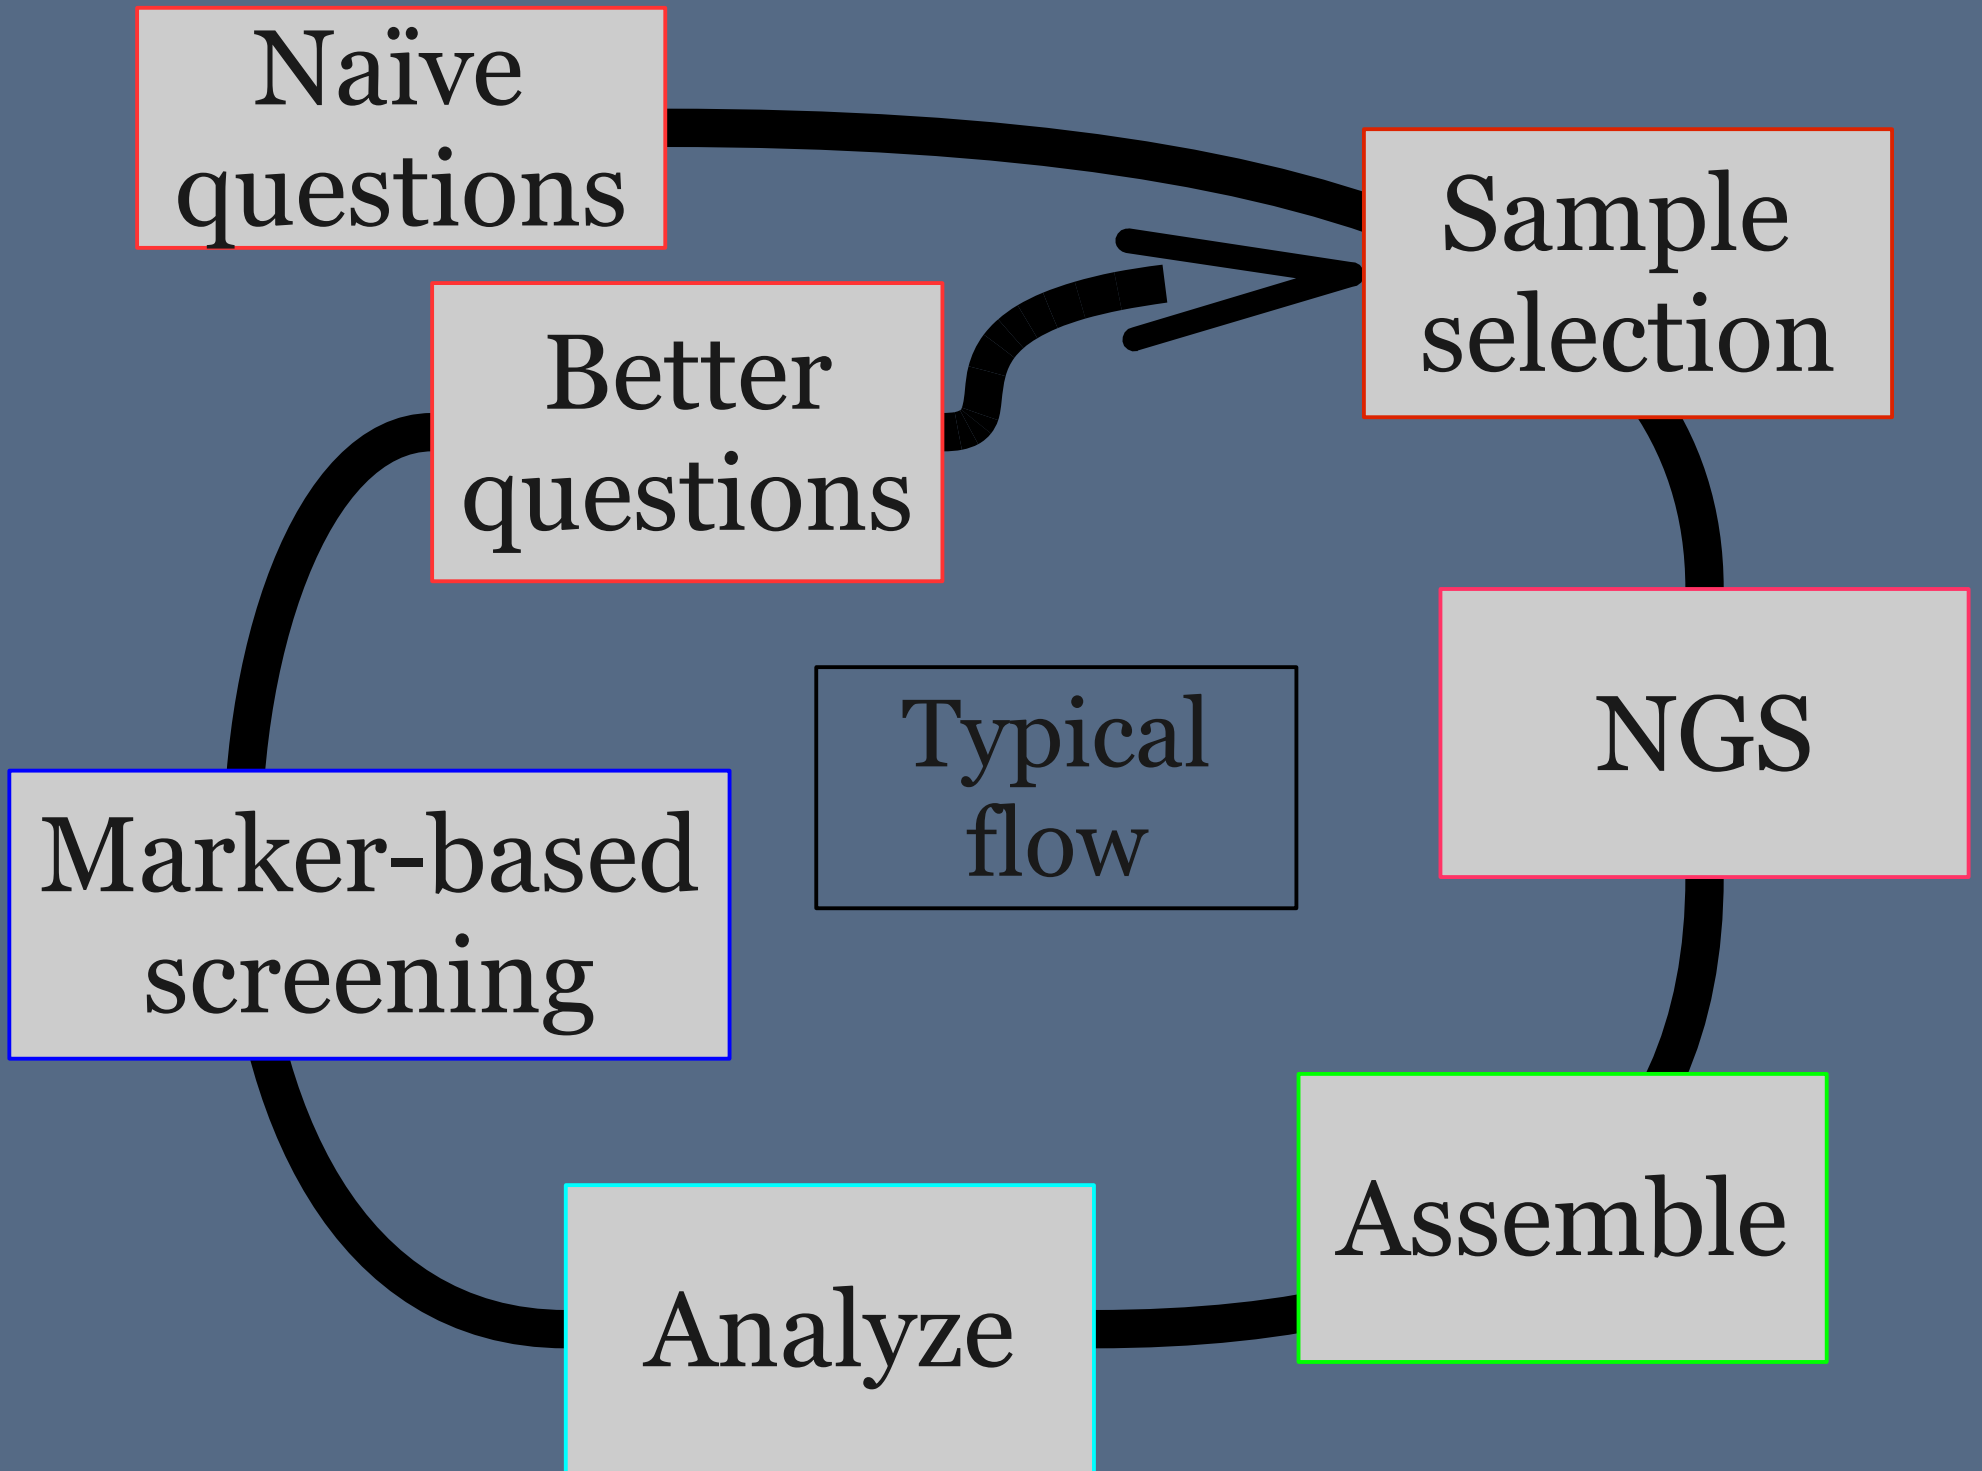 Naïve
questions
Sample
selection
Better
questions
NGS
Typical
flow
Marker-based
screening
Assemble
Analyze